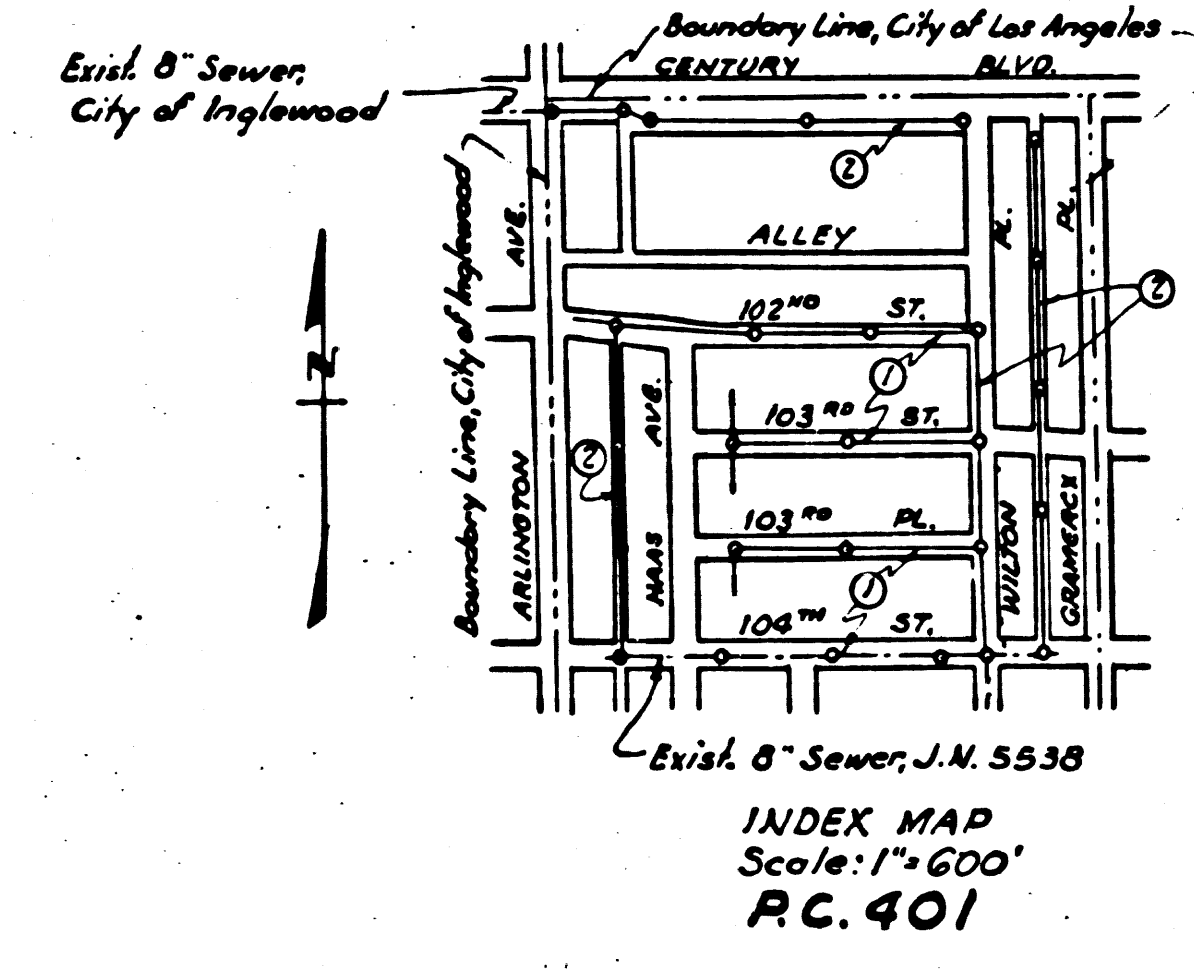 Boundary Line, City of Los Angeles
Exist. 8" Sewer,
City of Inglewood
CENTURY BLVD.
2
Boundary Line, City of Inglewood
AVE.
ALLEY
PL.
PL.
2
N
102ND ST.
1
AVE.
103RD ST.
2
ARLINGTON
HAAS
103RD PL.
WILTON
GRAMERCY
1
104TH ST.
Exist. 8" Sewer, J.N. 5538
INDEX MAP
Scale: 1"=600'
P.C. 401